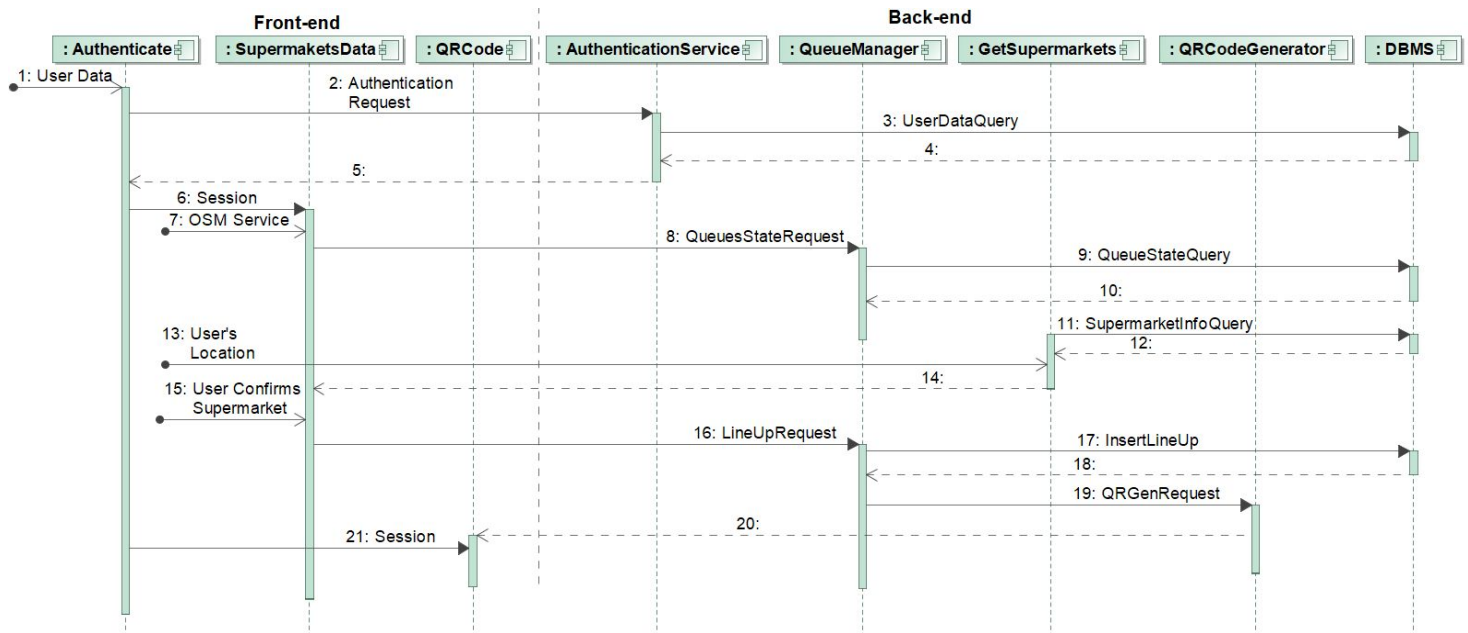 Front-end
Back-end
: Authenticate
: SupermaketsData
: QRCode
: AuthenticationService
: QueueManager
: GetSupermarkets
: QRCodeGenerator
: DBMS
1: User Data
2: Authentication
Request
3: UserDataQuery
4:
5:
6: Session
7: OSM Service
8: QueuesStateRequest
9: QueueStateQuery
10:
11: SupermarketInfoQuery
12:
13: User's
Location
14:
15: User Confirms
Supermarket
16: LineUpRequest
17: InsertLineUp
18:
19: QRGenRequest
20:
21: Session